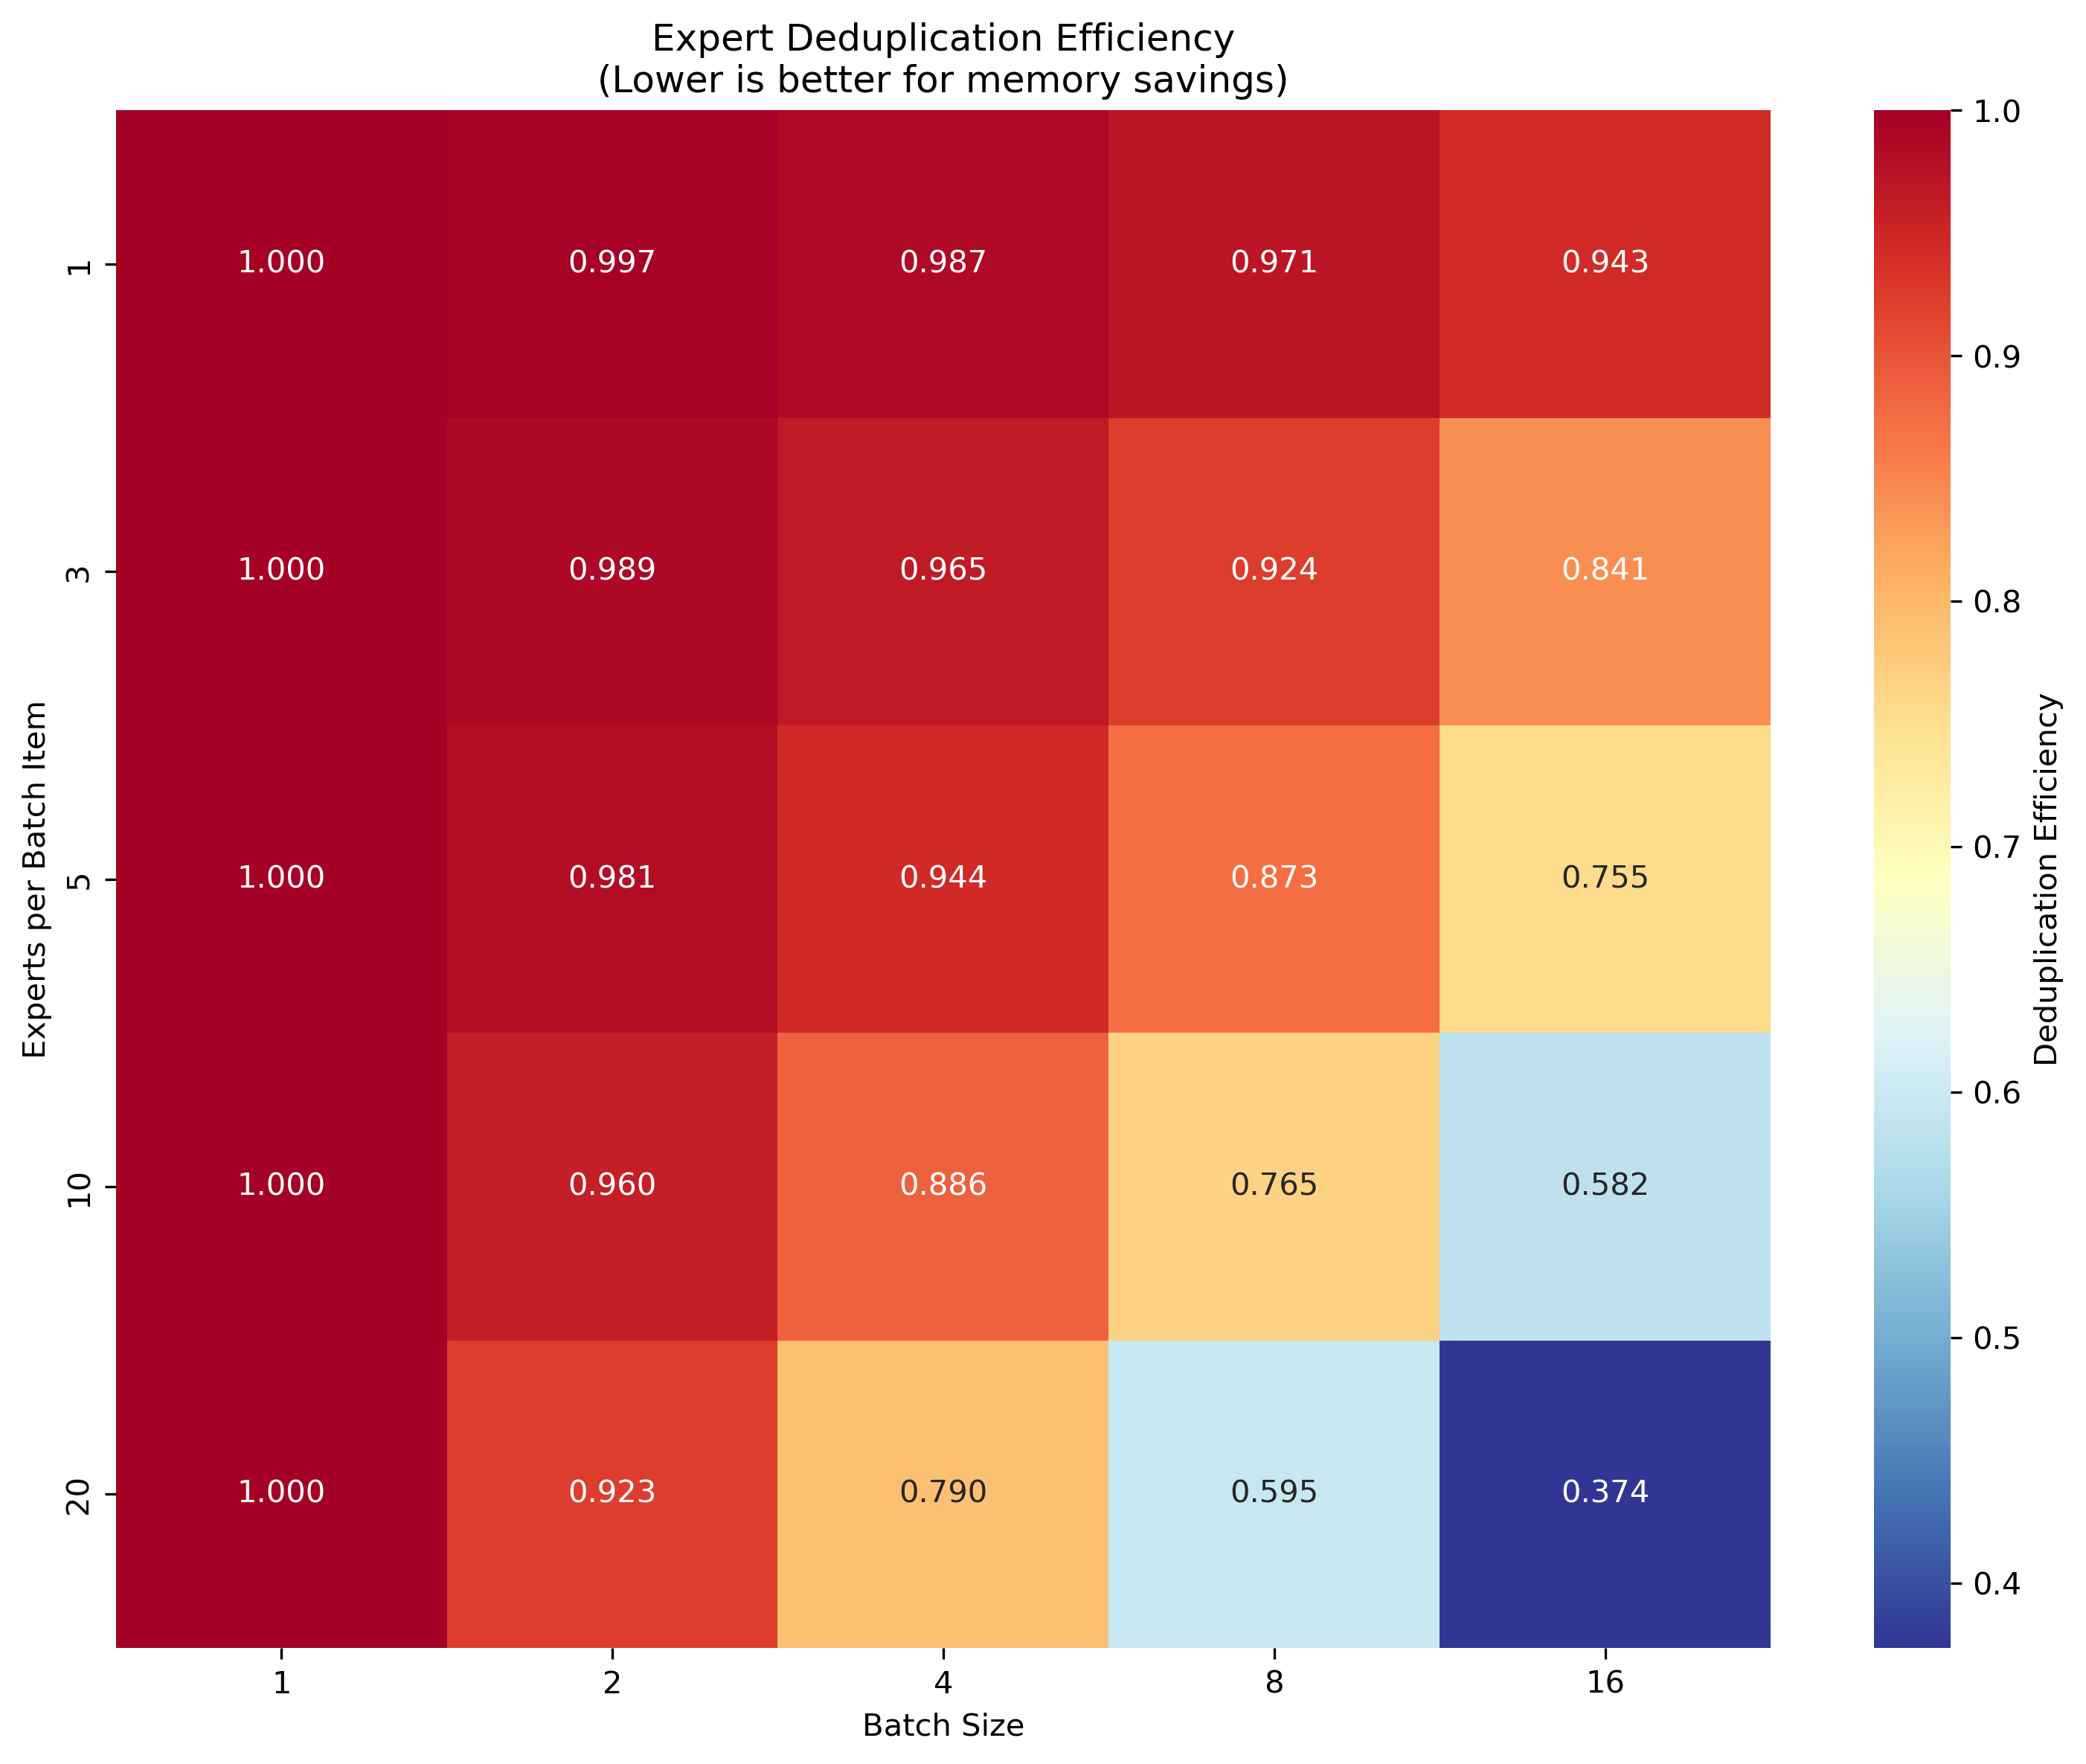 Expert Deduplication Efficiency
(Lower is better for memory savings)
Experts per Batch Item
1 1.000 0.997 0.987 0.971 0.943
3 1.000 0.989 0.965 0.924 0.841
5 1.000 0.981 0.944 0.873 0.755
10 1.000 0.960 0.886 0.765 0.582
20 1.000 0.923 0.790 0.595 0.374
1 2 4 8 16
Batch Size
1.0
0.9
0.8
0.7
0.6
0.5
0.4
Deduplication Efficiency